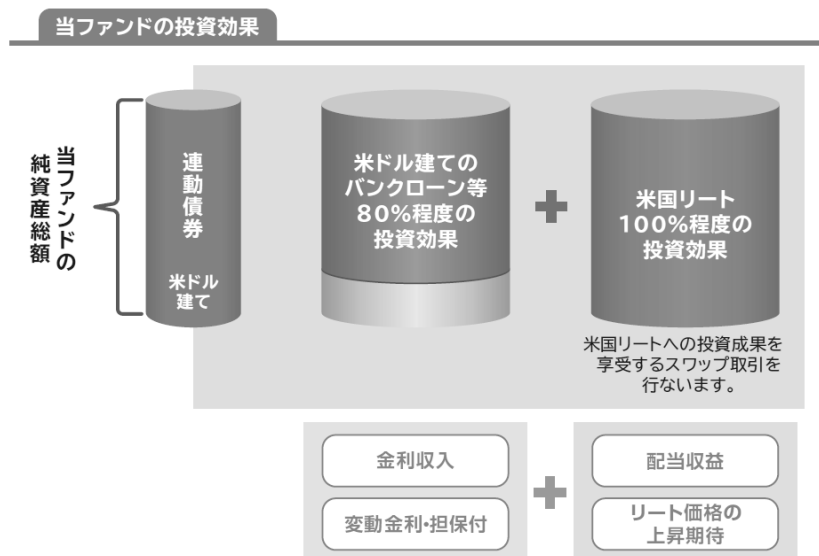 当ファンドの投資効果
当ファンドの
純資産総額
連動債券
米ドル
建て
米ドル建ての
バンクローン等
80%程度の
投資効果
+
米国リート
100%程度の
投資効果
米国リートへの投資成果を
享受するスワップ取引を
行ないます。
金利収入
変動金利・担保付
+
配当収益
リート価格の
上昇期待